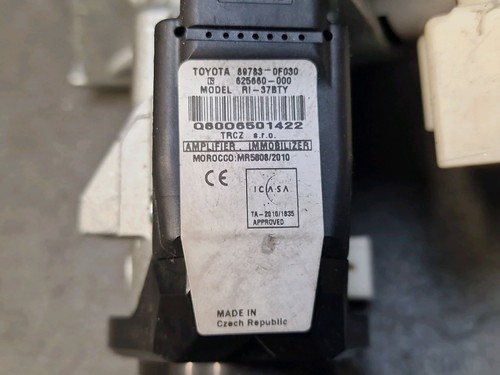 TOYOTA 89783-0F030
625660-000
MODEL RI-37BTY
Q6006501422
TRCZ s.r.o.
AMPLIFIER, IMMOBILIZER
MOROCCO:MR5808/2010
CE
ICASA
TA-2010/1835
APPROVED
MADE IN
Czech Republic